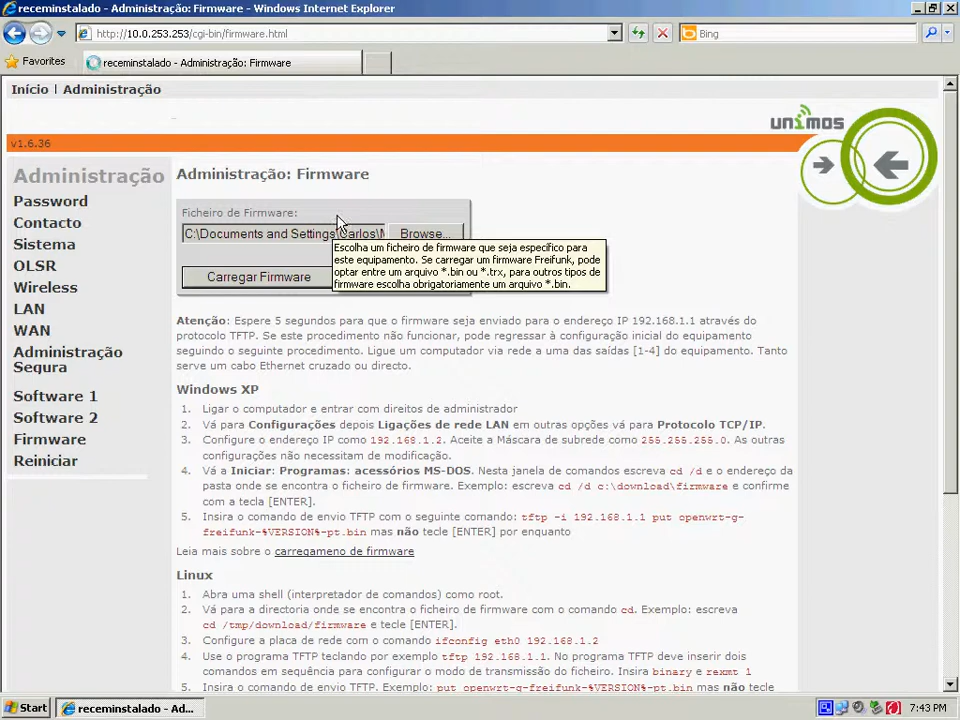 receminstalado - Administração: Firmware - Windows Internet Explorer
http://10.0.253.253/cgi-bin/firmware.html
Bing
Favorites
receminstalado - Administração: Firmware
Início | Administração
unimos
v1.6.36
Administração
Password
Contacto
Sistema
OLSR
Wireless
LAN
WAN
Administração
Segura
Software 1
Software 2
Firmware
Reiniciar
Administração: Firmware
Ficheiro de Firmware:
C:\Documents and Settings\Carlos\
Browse...
Carregar Firmware
Escolha um ficheiro de firmware que seja específico para
este equipamento. Se carregar um firmware Freifunk, pode
optar entre um arquivo *.bin ou *.trx, para outros tipos de
firmware escolha obrigatoriamente um arquivo *.bin.
Atenção: Espere 5 segundos para que o firmware seja enviado para o endereço IP 192.168.1.1 através do
protocolo TFTP. Se este procedimento não funcionar, pode regressar à configuração inicial do equipamento
seguindo o seguinte procedimento. Ligue um computador via rede a uma das saídas [1-4] do equipamento. Tanto
serve um cabo Ethernet cruzado ou directo.
Windows XP
1. Ligar o computador e entrar com direitos de administrador
2. Vá para Configurações depois Ligações de rede LAN em outras opções vá para Protocolo TCP/IP.
3. Configure o endereço IP como 192.168.1.2. Aceite a Máscara de subrede como 255.255.255.0. As outras
configurações não necessitam de modificação.
4. Vá a Iniciar: Programas: acessórios MS-DOS. Nesta janela de comandos escreva cd /d e o endereço da
pasta onde se encontra o ficheiro de firmware. Exemplo: escreva cd /d c:\download\firmware e confirme
com a tecla [ENTER].
5. Insira o comando de envio TFTP com o seguinte comando: tftp -i 192.168.1.1 put openwrt-g-
freifunk-$VERSION$-pt.bin mas não tecle [ENTER] por enquanto
Leia mais sobre o carregameno de firmware
Linux
1. Abra uma shell (interpretador de comandos) como root.
2. Vá para a directoria onde se encontra o ficheiro de firmware com o comando cd. Exemplo: escreva
cd /tmp/download/firmware e tecle [ENTER].
3. Configure a placa de rede com o comando ifconfig eth0 192.168.1.2
4. Use o programa TFTP teclando por exemplo tftp 192.168.1.1. No programa TFTP deve inserir dois
comandos em sequência para configurar o modo de transmissão do ficheiro. Insira binary e rexmt 1
5. Insira o comando de envio TFTP. Exemplo: put openwrt-g-freifunk-$VERSION$-pt.bin mas não tecle
Start
receminstalado - Ad...
7:43 PM